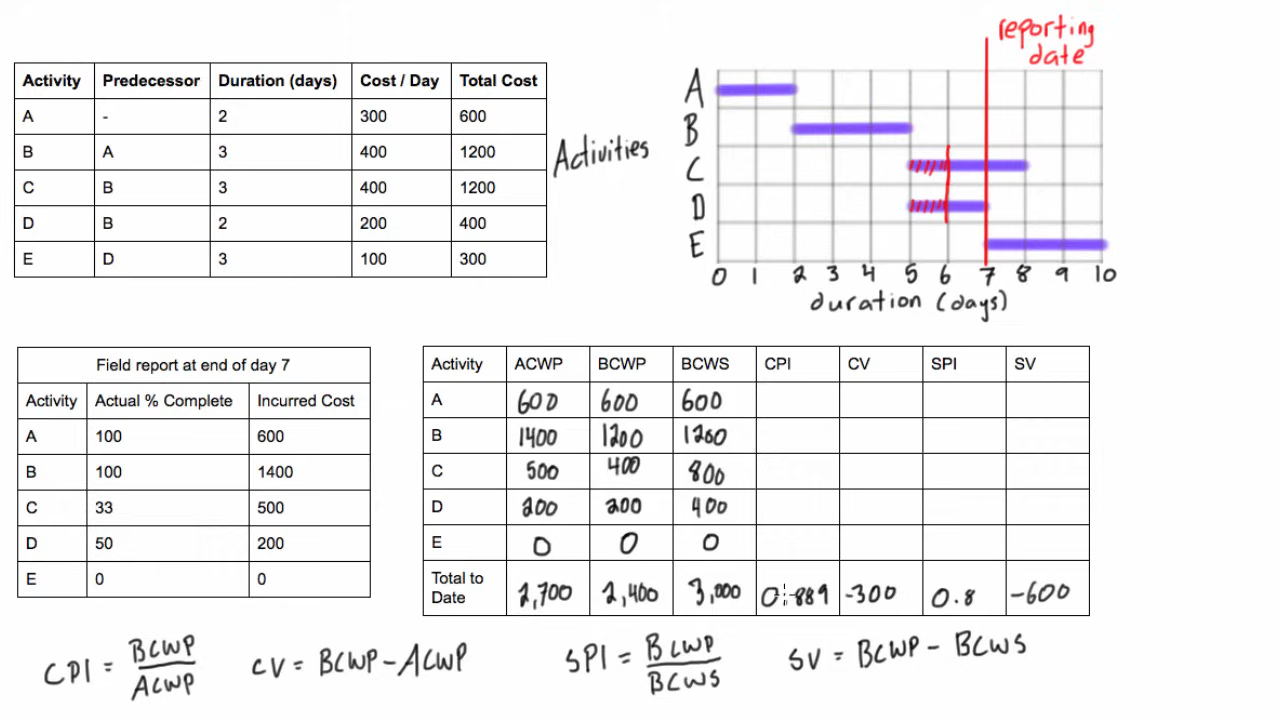 reporting
date
Activity Predecessor Duration (days) Cost / Day Total Cost
A - 2 300 600
B A 3 400 1200
C B 3 400 1200
D B 2 200 400
E D 3 100 300
Activities
A
B
C
D
E
0 1 2 3 4 5 6 7 8 9 10
duration (days)
Field report at end of day 7
Activity Actual % Complete Incurred Cost
A 100 600
B 100 1400
C 33 500
D 50 200
E 0 0
Activity ACWP BCWP BCWS CPI CV SPI SV
A 600 600 600
B 1400 1200 1200
C 500 400 800
D 200 200 400
E 0 0 0
Total to
Date 2,700 2,400 3,000 0.889 -300 0.8 -600
CPI = BCWP / ACWP
CV = BCWP - ACWP
SPI = BCWP / BCWS
SV = BCWP - BCWS